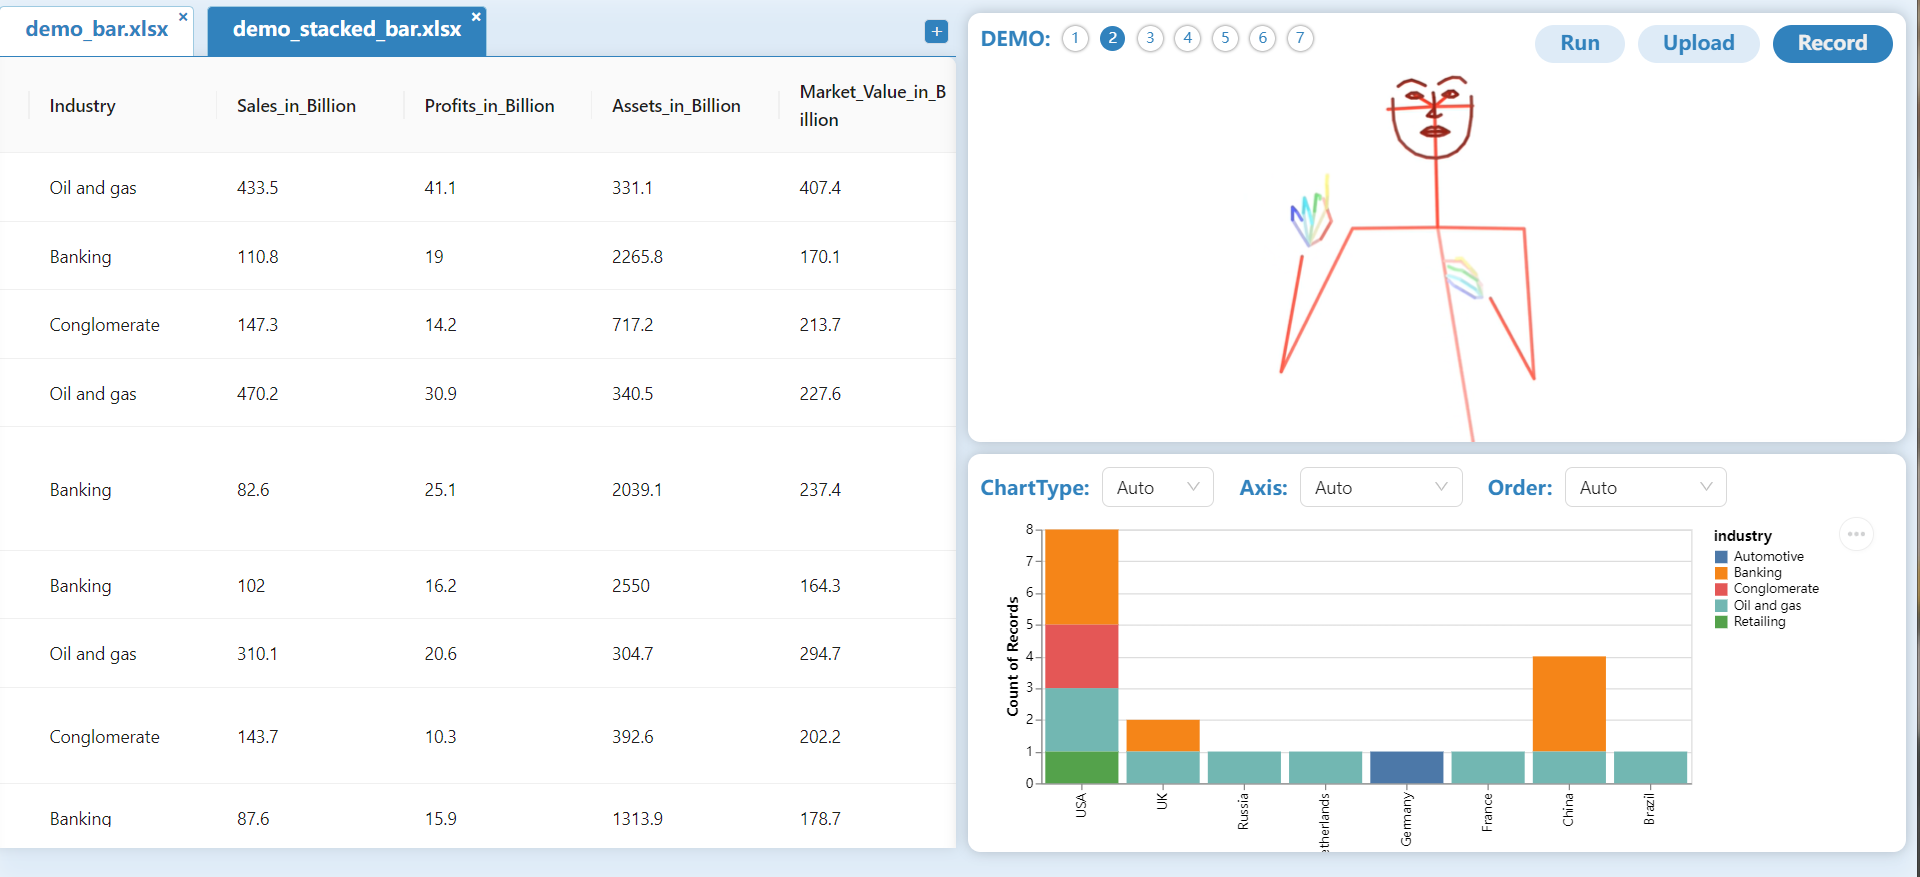 demo_bar.xlsx × demo_stacked_bar.xlsx × +
Industry Sales_in_Billion Profits_in_Billion Assets_in_Billion Market_Value_in_B
illion
Oil and gas 433.5 41.1 331.1 407.4
Banking 110.8 19 2265.8 170.1
Conglomerate 147.3 14.2 717.2 213.7
Oil and gas 470.2 30.9 340.5 227.6
Banking 82.6 25.1 2039.1 237.4
Banking 102 16.2 2550 164.3
Oil and gas 310.1 20.6 304.7 294.7
Conglomerate 143.7 10.3 392.6 202.2
Banking 87.6 15.9 1313.9 178.7
DEMO: 1 2 3 4 5 6 7 Run Upload Record
ChartType: Auto Axis: Auto Order: Auto
Count of Records
8
7
6
5
4
3
2
1
0
USA
UK
Russia
etherlands
Germany
France
China
Brazil
industry
Automotive
Banking
Conglomerate
Oil and gas
Retailing